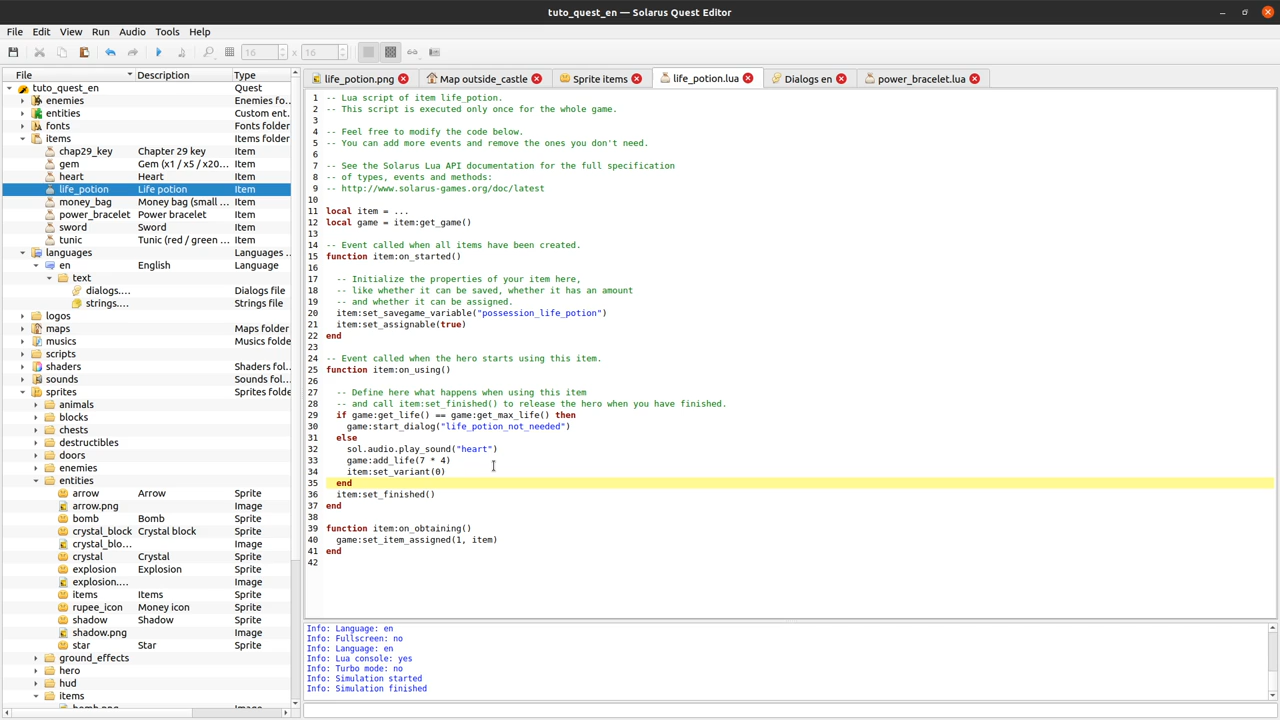 tuto_quest_en — Solarus Quest Editor
File Edit View Run Audio Tools Help
16 x 16
life_potion.png Map outside_castle Sprite items life_potion.lua Dialogs en power_bracelet.lua
File Description Type
tuto_quest_en Quest
enemies Enemies fo...
entities Custom ent...
fonts Fonts folder
items Items folder
chap29_key Chapter 29 key Item
gem Gem (x1 / x5 / x20... Item
heart Heart Item
life_potion Life potion Item
money_bag Money bag (small ... Item
power_bracelet Power bracelet Item
sword Sword Item
tunic Tunic (red / green ... Item
languages Languages ..
en English Language
text
dialogs.... Dialogs file
strings.... Strings file
logos
maps Maps folder
musics Musics folde
scripts
shaders Shaders fol...
sounds Sounds fol...
sprites Sprites folde
animals
blocks
chests
destructibles
doors
enemies
entities
arrow Arrow Sprite
arrow.png Image
bomb Bomb Sprite
crystal_block Crystal block Sprite
crystal_blo... Image
crystal Crystal Sprite
explosion Explosion Sprite
explosion.... Image
items Items Sprite
rupee_icon Money icon Sprite
shadow Shadow Sprite
shadow.png Image
star Star Sprite
ground_effects
hero
hud
items
1 -- Lua script of item life_potion.
2 -- This script is executed only once for the whole game.
3
4 -- Feel free to modify the code below.
5 -- You can add more events and remove the ones you don't need.
6
7 -- See the Solarus Lua API documentation for the full specification
8 -- of types, events and methods:
9 -- http://www.solarus-games.org/doc/latest
10
11 local item = ...
12 local game = item:get_game()
13
14 -- Event called when all items have been created.
15 function item:on_started()
16
17 -- Initialize the properties of your item here,
18 -- like whether it can be saved, whether it has an amount
19 -- and whether it can be assigned.
20 item:set_savegame_variable("possession_life_potion")
21 item:set_assignable(true)
22 end
23
24 -- Event called when the hero starts using this item.
25 function item:on_using()
26
27 -- Define here what happens when using this item
28 -- and call item:set_finished() to release the hero when you have finished.
29 if game:get_life() == game:get_max_life() then
30 game:start_dialog("life_potion_not_needed")
31 else
32 sol.audio.play_sound("heart")
33 game:add_life(7 * 4)
34 item:set_variant(0)
35 end
36 item:set_finished()
37 end
38
39 function item:on_obtaining()
40 game:set_item_assigned(1, item)
41 end
42
Info: Language: en
Info: Fullscreen: no
Info: Language: en
Info: Lua console: yes
Info: Turbo mode: no
Info: Simulation started
Info: Simulation finished